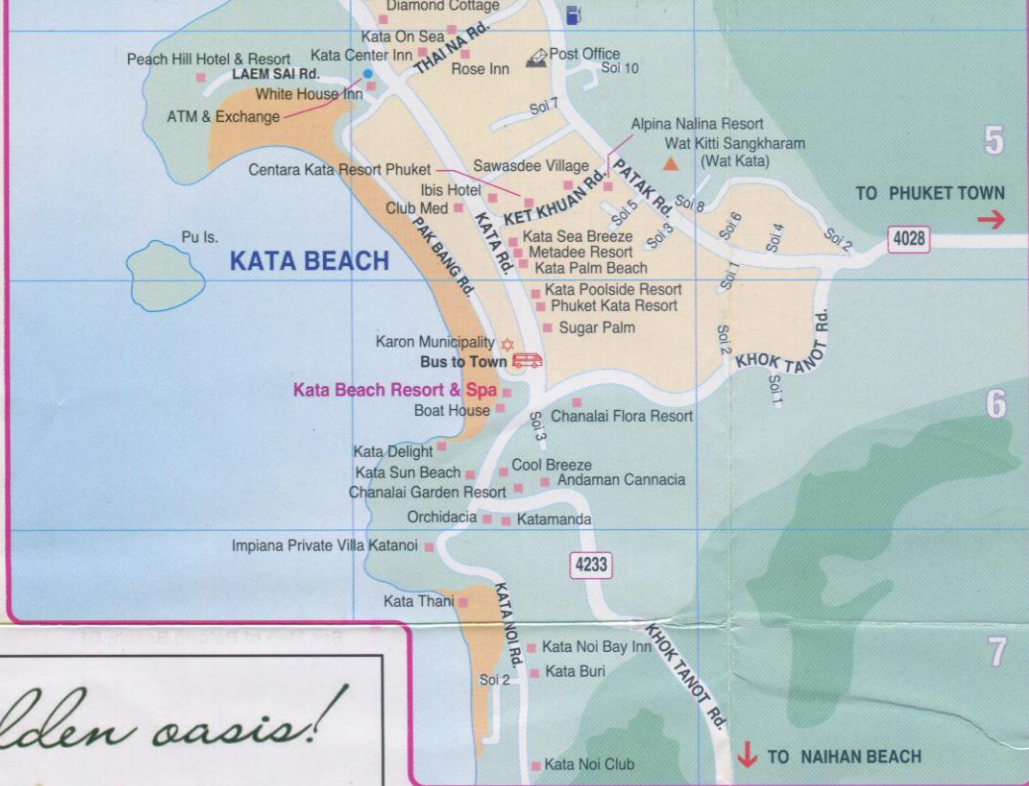 Diamond Cottage
Kata On Sea
Kata Center Inn
THAI NA Rd.
Rose Inn
Post Office
Soi 10
Peach Hill Hotel & Resort
LAEM SAI Rd.
White House Inn
ATM & Exchange
Soi 7
Alpina Nalina Resort
Wat Kitti Sangkharam
(Wat Kata)
5
Centara Kata Resort Phuket
Sawasdee Village
Ibis Hotel
Club Med
KET KHUAN Rd.
PATAK Rd.
Soi 5
Soi 3
Soi 8
Soi 6
Soi 4
Soi 2
TO PHUKET TOWN
4028
Pu Is.
KATA BEACH
PAK BANG Rd.
KATA Rd.
Kata Sea Breeze
Metadee Resort
Kata Palm Beach
Soi 1
Kata Poolside Resort
Phuket Kata Resort
Sugar Palm
Soi 2
KHOK TANOT Rd.
Soi 1
Karon Municipality
Bus to Town
Kata Beach Resort & Spa
Boat House
Soi 3
Chanalai Flora Resort
6
Kata Delight
Kata Sun Beach
Cool Breeze
Andaman Cannacia
Chanalai Garden Resort
Orchidacia
Katamanda
Impiana Private Villa Katanoi
4233
Kata Thani
KATA NOI Rd.
Kata Noi Bay Inn
Kata Buri
Soi 2
KHOK TANOT Rd.
7
TO NAIHAN BEACH
Kata Noi Club
lden oasis!